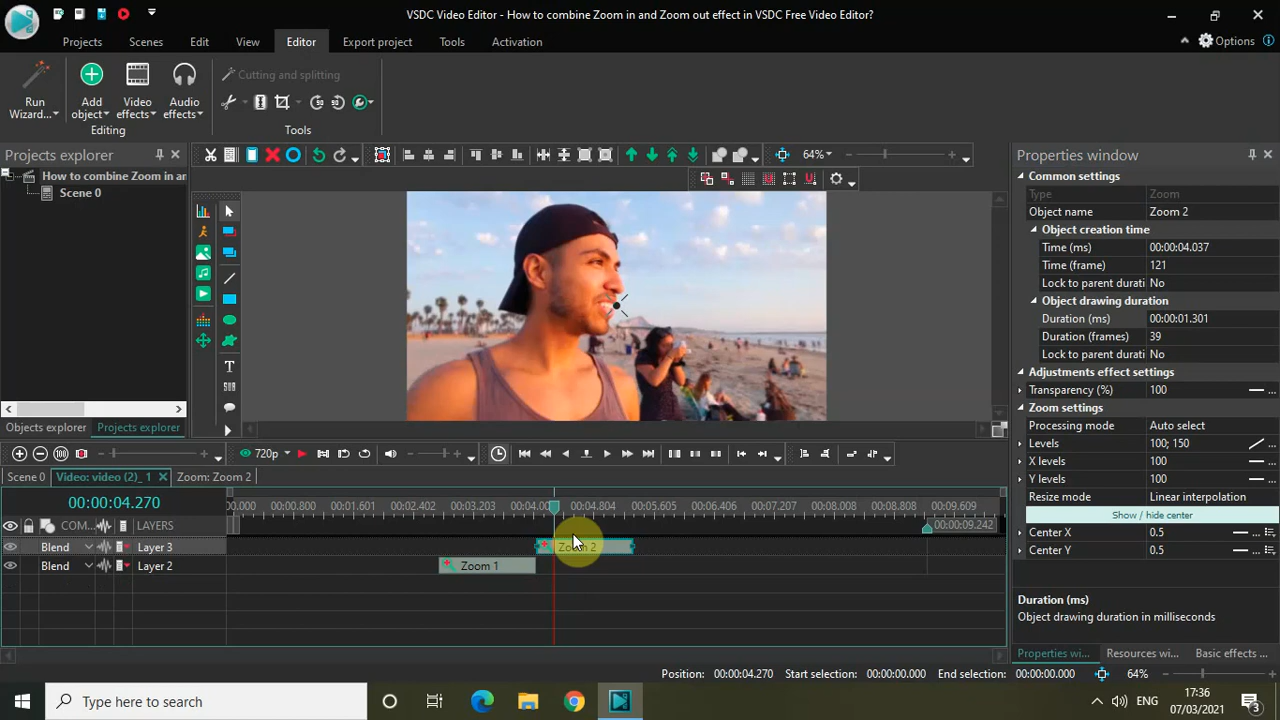 VSDC Video Editor - How to combine Zoom in and Zoom out effect in VSDC Free Video Editor?
Projects Scenes Edit View Editor Export project Tools Activation Options
Cutting and splitting
Run Wizard... Add object Video effects Audio effects
Editing Tools
Projects explorer
64%
Properties window
How to combine Zoom in an
Scene 0
Common settings
Type Zoom
Object name Zoom 2
Object creation time
Time (ms) 00:00:04.037
Time (frame) 121
Lock to parent durati No
Object drawing duration
Duration (ms) 00:00:01.301
Duration (frames) 39
Lock to parent durati No
Adjustments effect settings
Transparency (%) 100
Zoom settings
Processing mode Auto select
Levels 100; 150
X levels 100
Y levels 100
Resize mode Linear interpolation
Show / hide center
Center X 0.5
Center Y 0.5
T
SUB
Objects explorer Projects explorer
100 720p
Scene 0 Video: video (2)_ 1 Zoom: Zoom 2
00:00:04.270
0.000 00:00.800 00:01.601 00:02.402 00:03.203 00:04.00 00:04.804 00:05.605 00:06.406 00:07.207 00:08.008 00:08.808 00:09.609
COM... LAYERS
00:00:09.242
Blend Layer 3 Zoom 2
Blend Layer 2 Zoom 1
Duration (ms)
Object drawing duration in milliseconds
Properties wi... Resources wi... Basic effects ...
Position: 00:00:04.270 Start selection: 00:00:00.000 End selection: 00:00:00.000 64%
Type here to search
ENG
17:36
07/03/2021
3